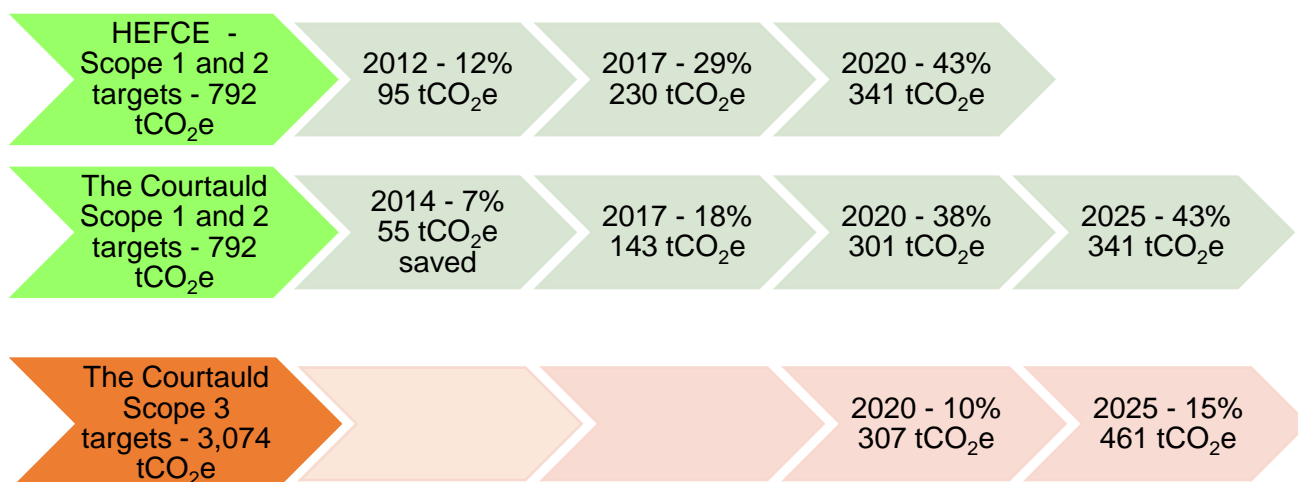 HEFCE -
Scope 1 and 2
targets - 792
tCO₂e
2012 - 12%
95 tCO₂e
2017 - 29%
230 tCO₂e
2020 - 43%
341 tCO₂e
The Courtauld
Scope 1 and 2
targets - 792
tCO₂e
2014 - 7%
55 tCO₂e
saved
2017 - 18%
143 tCO₂e
2020 - 38%
301 tCO₂e
2025 - 43%
341 tCO₂e
The Courtauld
Scope 3
targets - 3,074
tCO₂e
2020 - 10%
307 tCO₂e
2025 - 15%
461 tCO₂e